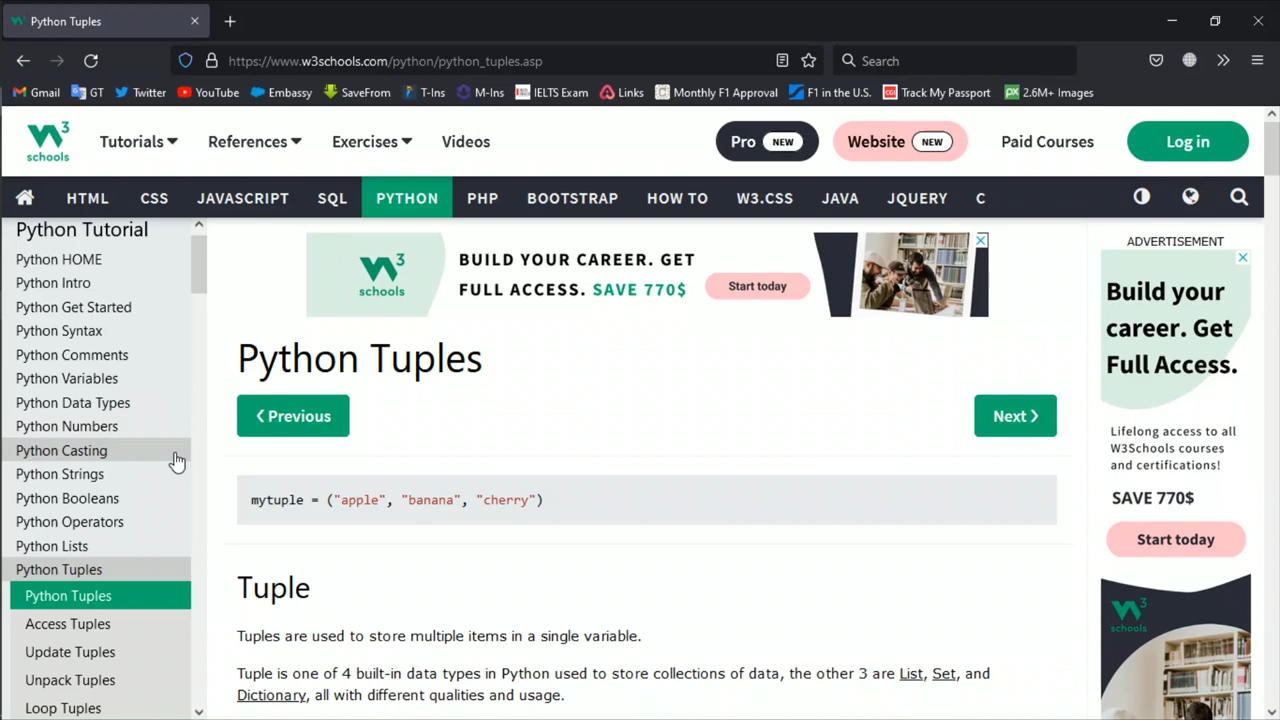 Python Tuples
https://www.w3schools.com/python/python_tuples.asp
Search
Gmail
GT
Twitter
YouTube
Embassy
SaveFrom
T-Ins
M-Ins
IELTS Exam
Links
Monthly F1 Approval
F1 in the U.S.
CGI Track My Passport
px 2.6M+ Images
W3 schools
Tutorials
References
Exercises
Videos
Pro NEW
Website NEW
Paid Courses
Log in
HTML
CSS
JAVASCRIPT
SQL
PYTHON
PHP
BOOTSTRAP
HOW TO
W3.CSS
JAVA
JQUERY
C
Python Tutorial
Python HOME
Python Intro
Python Get Started
Python Syntax
Python Comments
Python Variables
Python Data Types
Python Numbers
Python Casting
Python Strings
Python Booleans
Python Operators
Python Lists
Python Tuples
Python Tuples
Access Tuples
Update Tuples
Unpack Tuples
Loop Tuples
W3 schools
BUILD YOUR CAREER. GET
FULL ACCESS. SAVE 770$
Start today
Python Tuples
❮ Previous
Next ❯
mytuple = ("apple", "banana", "cherry")
Tuple
Tuples are used to store multiple items in a single variable.
Tuple is one of 4 built-in data types in Python used to store collections of data, the other 3 are List, Set, and
Dictionary, all with different qualities and usage.
ADVERTISEMENT
Build your
career. Get
Full Access.
Lifelong access to all
W3Schools courses
and certifications!
SAVE 770$
Start today
W3 schools